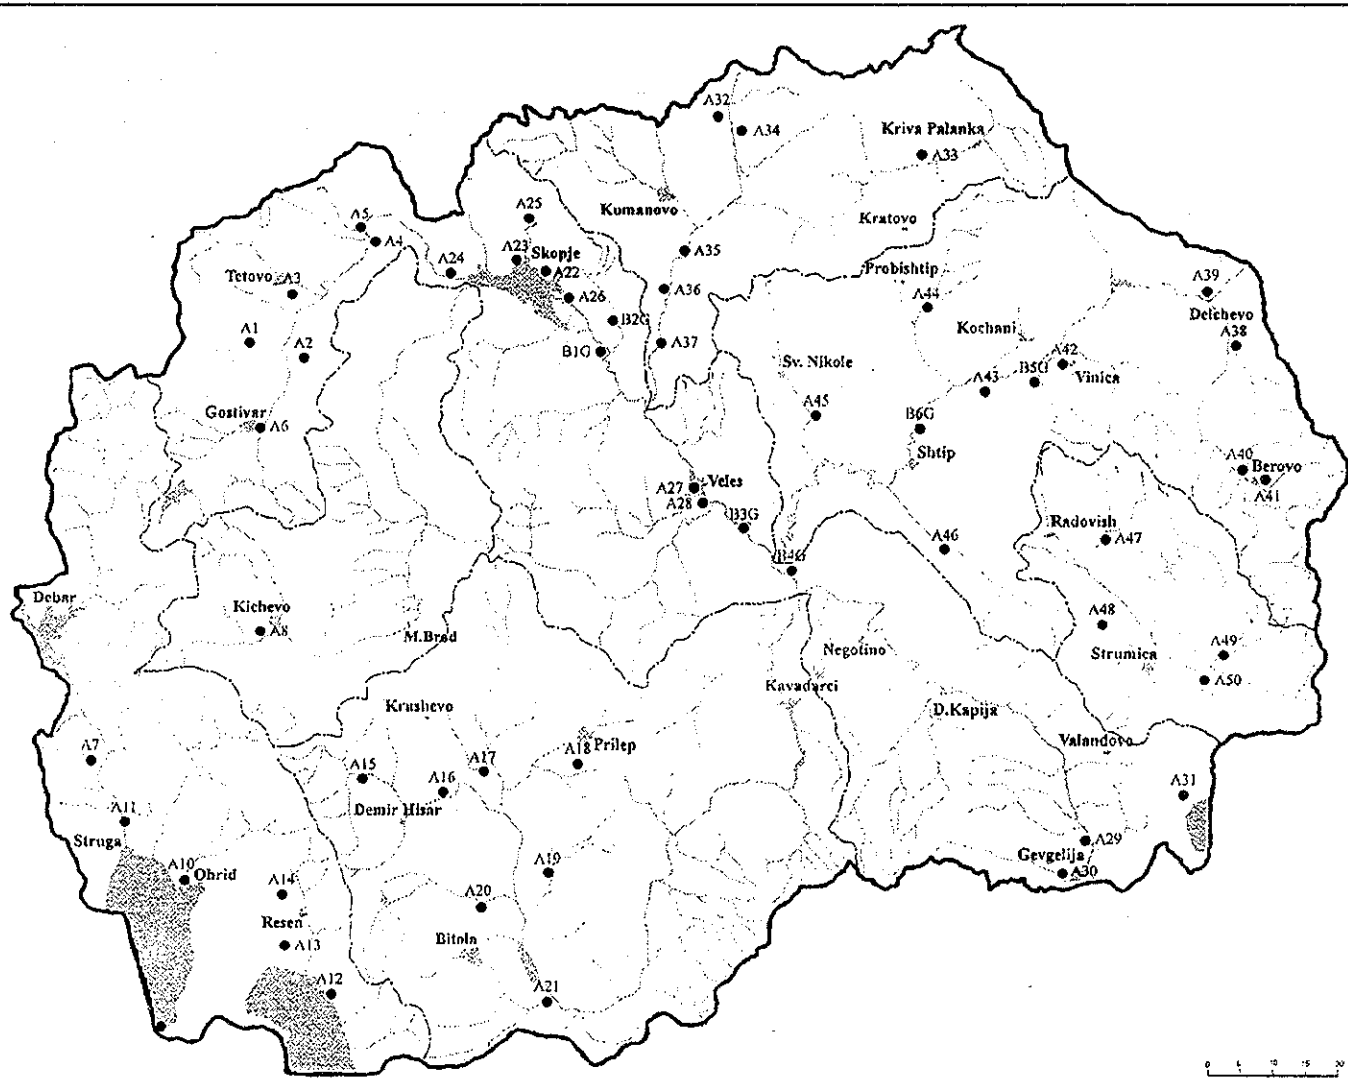 A32
A34
Kriva Palanka
A33
Kumanovo
A25
Kratovo
A5
A4
A24
A23
Skopje
A22
A35
Probishtip
A39
Tetovo
A3
A26
A36
A44
Delchevo
B2G
Kochani
A38
A1
A2
B1G
A37
Sv. Nikole
A42
B5G
Vinica
A43
Gostivar
A6
A45
B6G
Shtip
A40
Berovo
A41
A27
Veles
A28
B3G
Radovish
A47
A46
B4G
Debar
Kichevo
A8
M.Brod
A48
Strumica
A49
A50
Negotino
Kavadarci
Krushevo
D.Kapija
Valandovo
A7
A15
A16
A17
A18
Prilep
Demir Hisar
A31
A11
Struga
A29
Gevgelija
A30
A10
Ohrid
A14
A19
A20
Resen
A13
Bitola
A12
A21
0 5 10 15